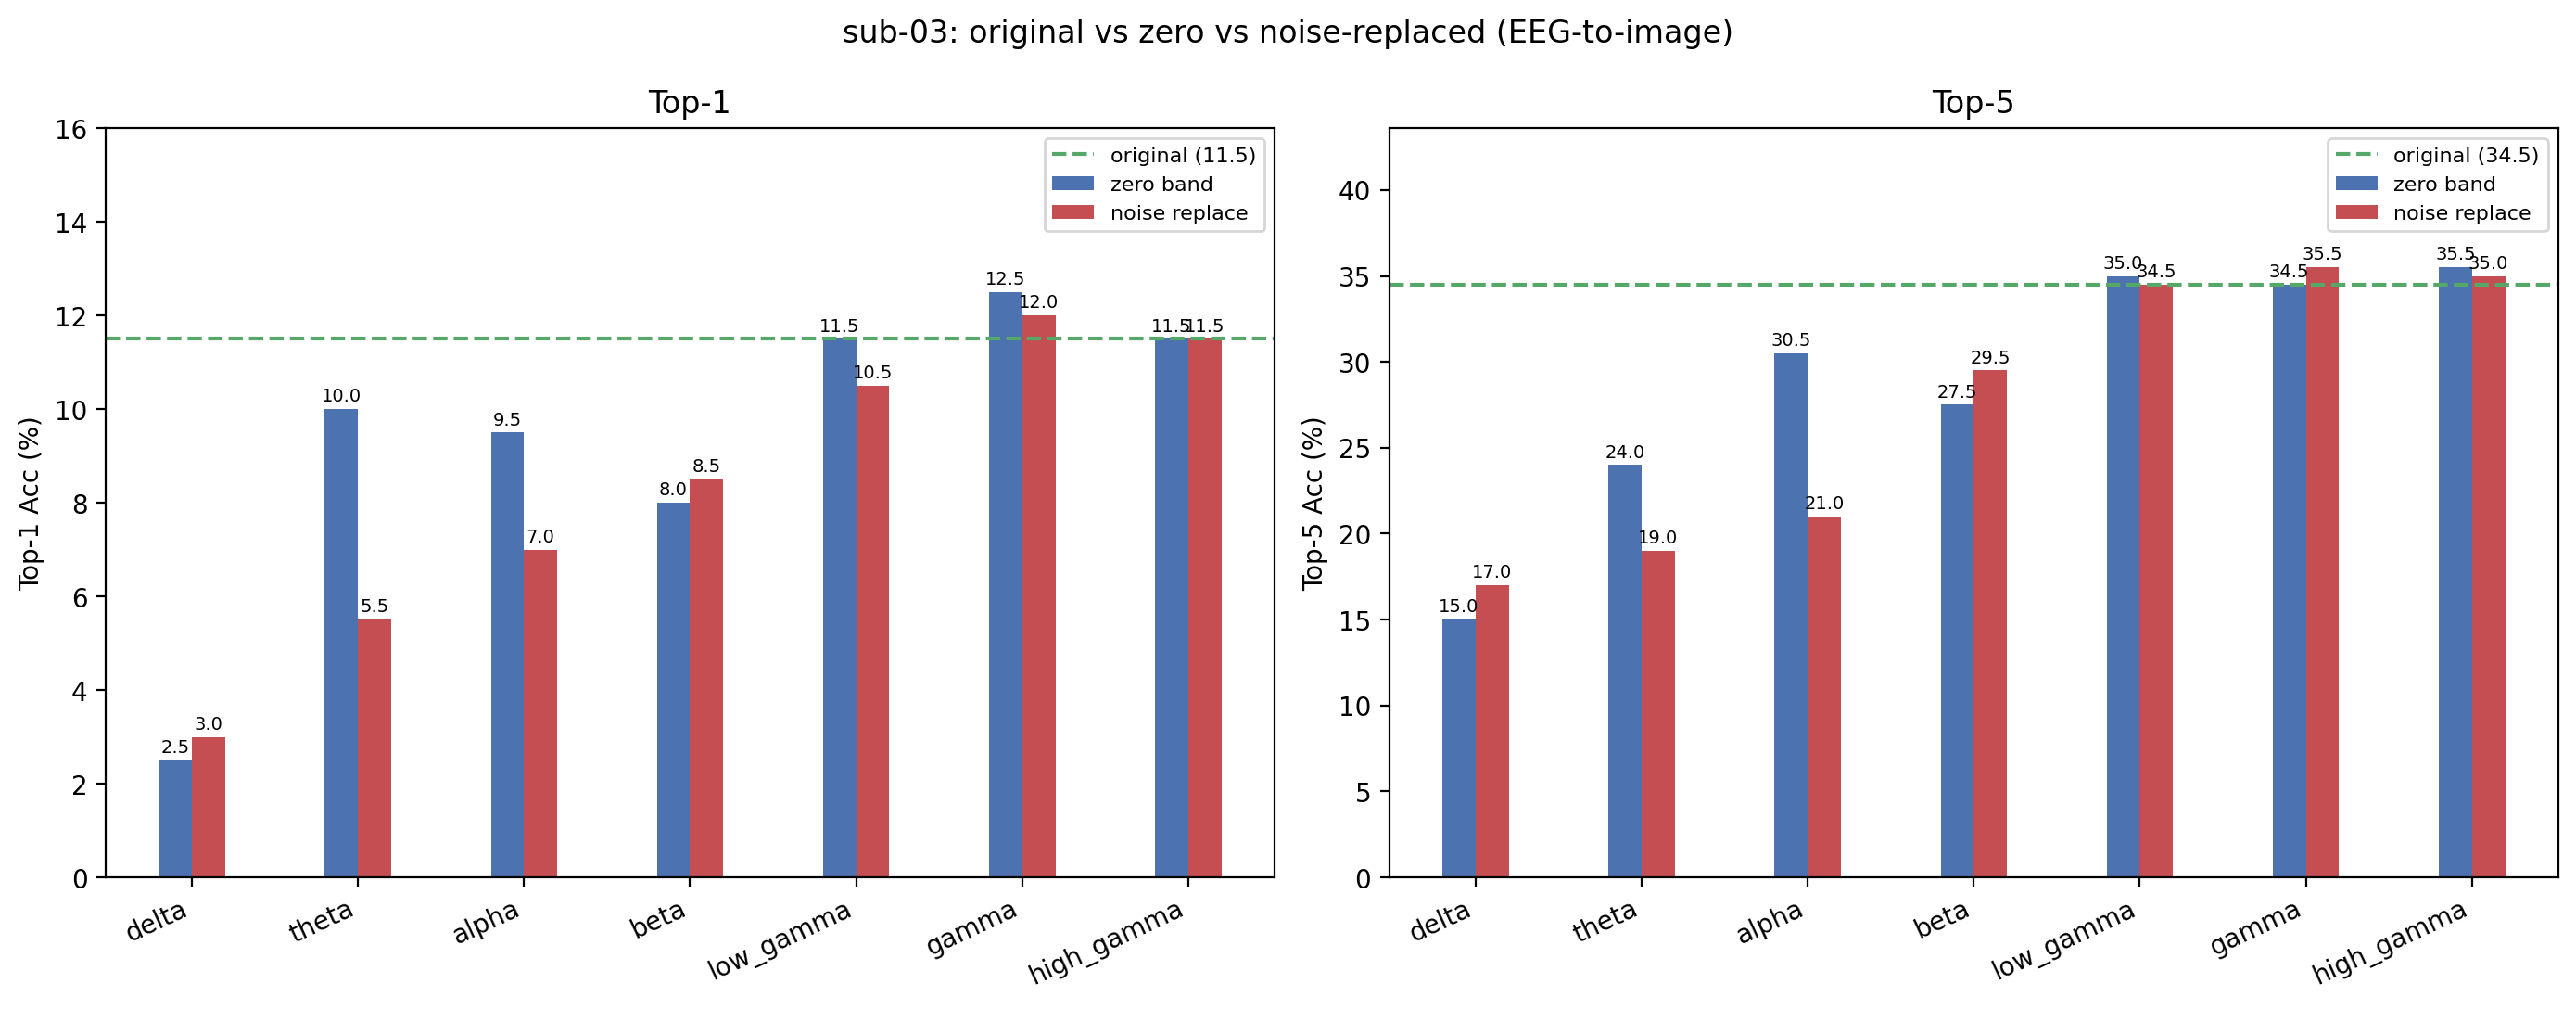 sub-03: original vs zero vs noise-replaced (EEG-to-image)
Top-1
Top-1 Acc (%)
16
14
12
10
8
6
4
2
0
original (11.5)
zero band
noise replace
2.5
3.0
10.0
5.5
9.5
7.0
8.0
8.5
11.5
10.5
12.5
12.0
11.5
11.5
delta
theta
alpha
beta
low_gamma
gamma
high_gamma
Top-5
Top-5 Acc (%)
40
35
30
25
20
15
10
5
0
original (34.5)
zero band
noise replace
15.0
17.0
24.0
19.0
30.5
21.0
27.5
29.5
35.0
34.5
34.5
35.5
35.5
35.0
delta
theta
alpha
beta
low_gamma
gamma
high_gamma